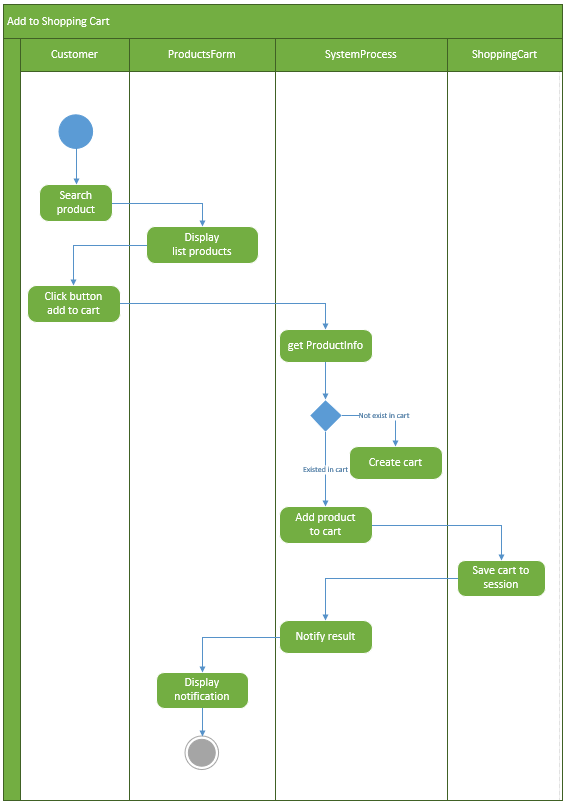 Add to Shopping Cart
Customer
ProductsForm
SystemProcess
ShoppingCart
Search
product
Display
list products
Click button
add to cart
get ProductInfo
Not exist in cart
Create cart
Existed in cart
Add product
to cart
Save cart to
session
Notify result
Display
notification